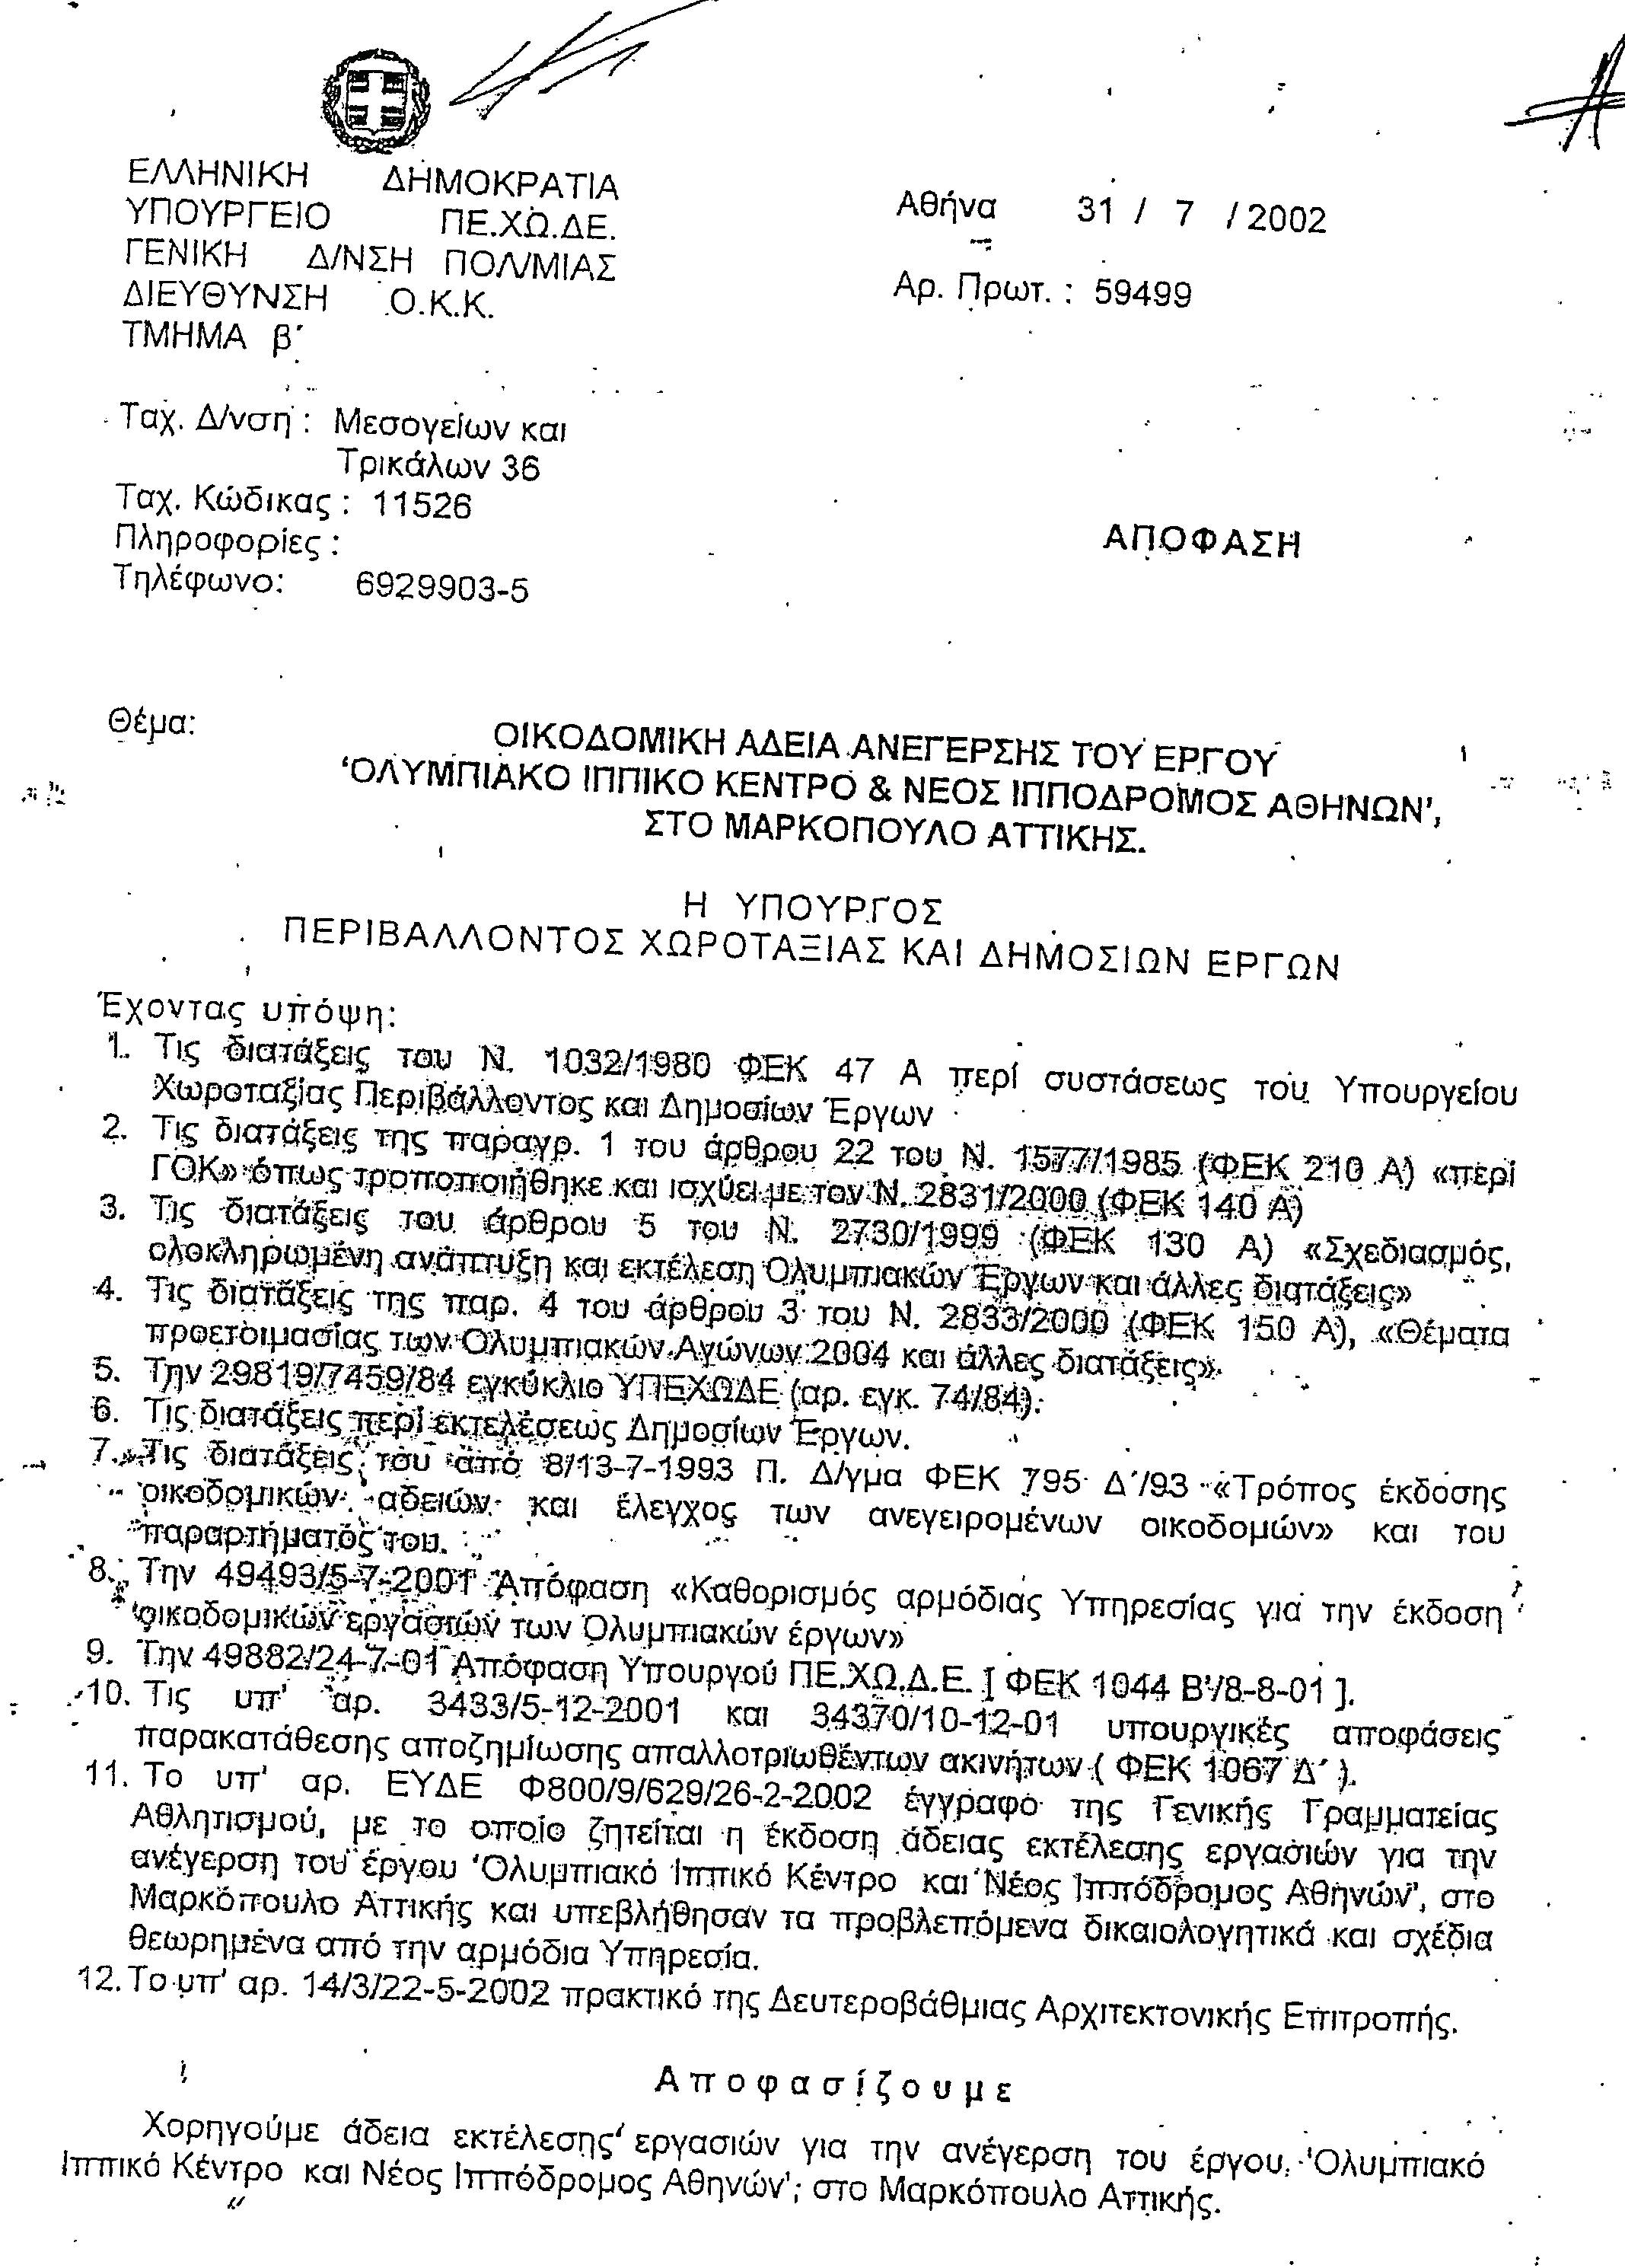 ΕΛΛΗΝΙΚΗ ΔΗΜΟΚΡΑΤΙΑ
ΥΠΟΥΡΓΕΙΟ ΠΕ.ΧΩ.ΔΕ.
ΓΕΝΙΚΗ Δ/ΝΣΗ ΠΟΛ/ΜΙΑΣ
ΔΙΕΥΘΥΝΣΗ Ο.Κ.Κ.
ΤΜΗΜΑ β΄
Αθήνα 31 / 7 / 2002
Αρ. Πρωτ. : 59499
Ταχ. Δ/νση : Μεσογείων και
Τρικάλων 36
Ταχ. Κώδικας : 11526
Πληροφορίες :
Τηλέφωνο: 6929903-5
ΑΠΟΦΑΣΗ
Θέμα:
ΟΙΚΟΔΟΜΙΚΗ ΑΔΕΙΑ ΑΝΕΓΕΡΣΗΣ ΤΟΥ ΕΡΓΟΥ
‘ΟΛΥΜΠΙΑΚΟ ΙΠΠΙΚΟ ΚΕΝΤΡΟ & ΝΕΟΣ ΙΠΠΟΔΡΟΜΟΣ ΑΘΗΝΩΝ’,
ΣΤΟ ΜΑΡΚΟΠΟΥΛΟ ΑΤΤΙΚΗΣ.
Η ΥΠΟΥΡΓΟΣ
ΠΕΡΙΒΑΛΛΟΝΤΟΣ ΧΩΡΟΤΑΞΙΑΣ ΚΑΙ ΔΗΜΟΣΙΩΝ ΕΡΓΩΝ
Έχοντας υπόψη:
1. Τις διατάξεις του Ν. 1032/1980 ΦΕΚ 47 Α περί συστάσεως του Υπουργείου
Χωροταξίας Περιβάλλοντος και Δημοσίων Έργων
2. Τις διατάξεις της παραγρ. 1 του άρθρου 22 του Ν. 1577/1985 (ΦΕΚ 210 Α) «περί
ΓΟΚ» όπως τροποποιήθηκε και ισχύει με τον Ν. 2831/2000 (ΦΕΚ 140 Α)
3. Τις διατάξεις του άρθρου 5 του Ν. 2730/1999 (ΦΕΚ 130 Α) «Σχεδιασμός,
ολοκληρωμένη ανάπτυξη και εκτέλεση Ολυμπιακών Έργων και άλλες διατάξεις»
4. Τις διατάξεις της παρ. 4 του άρθρου 3 του Ν. 2833/2000 (ΦΕΚ 150 Α), «Θέματα
προετοιμασίας των Ολυμπιακών Αγώνων 2004 και άλλες διατάξεις».
5. Την 29819/7459/84 εγκύκλιο ΥΠΕΧΩΔΕ (αρ. εγκ. 74/84).
6. Τις διατάξεις περί εκτελέσεως Δημοσίων Έργων.
7. Τις διατάξεις του από 8/13-7-1993 Π. Δ/γμα ΦΕΚ 795 Δ΄/93 «Τρόπος έκδοσης
οικοδομικών αδειών και έλεγχος των ανεγειρομένων οικοδομών» και του
παραρτήματός του.
8. Την 49493/5-7-2001 Απόφαση «Καθορισμός αρμόδιας Υπηρεσίας για την έκδοση
οικοδομικών εργασιών των Ολυμπιακών έργων»
9. Την 49882/24-7-01 Απόφαση Υπουργού ΠΕ.ΧΩ.Δ.Ε. [ ΦΕΚ 1044 Β΄/8-8-01 ].
10. Τις υπ' αρ. 3433/5-12-2001 και 34370/10-12-01 υπουργικές αποφάσεις
παρακατάθεσης αποζημίωσης απαλλοτριωθέντων ακινήτων ( ΦΕΚ 1067 Δ΄ ).
11. Το υπ' αρ. ΕΥΔΕ Φ800/9/629/26-2-2002 έγγραφο της Γενικής Γραμματείας
Αθλητισμού, με το οποίο ζητείται η έκδοση άδειας εκτέλεσης εργασιών για την
ανέγερση του έργου ‘Ολυμπιακό Ιππικό Κέντρο και Νέος Ιππόδρομος Αθηνών’, στο
Μαρκόπουλο Αττικής και υπεβλήθησαν τα προβλεπόμενα δικαιολογητικά και σχέδια
θεωρημένα από την αρμόδια Υπηρεσία.
12. Το υπ' αρ. 14/3/22-5-2002 πρακτικό της Δευτεροβάθμιας Αρχιτεκτονικής Επιτροπής.
Α π ο φ α σ ί ζ ο υ μ ε
Χορηγούμε άδεια εκτέλεσης εργασιών για την ανέγερση του έργου, ‘Ολυμπιακό
Ιππικό Κέντρο και Νέος Ιππόδρομος Αθηνών’; στο Μαρκόπουλο Αττικής.